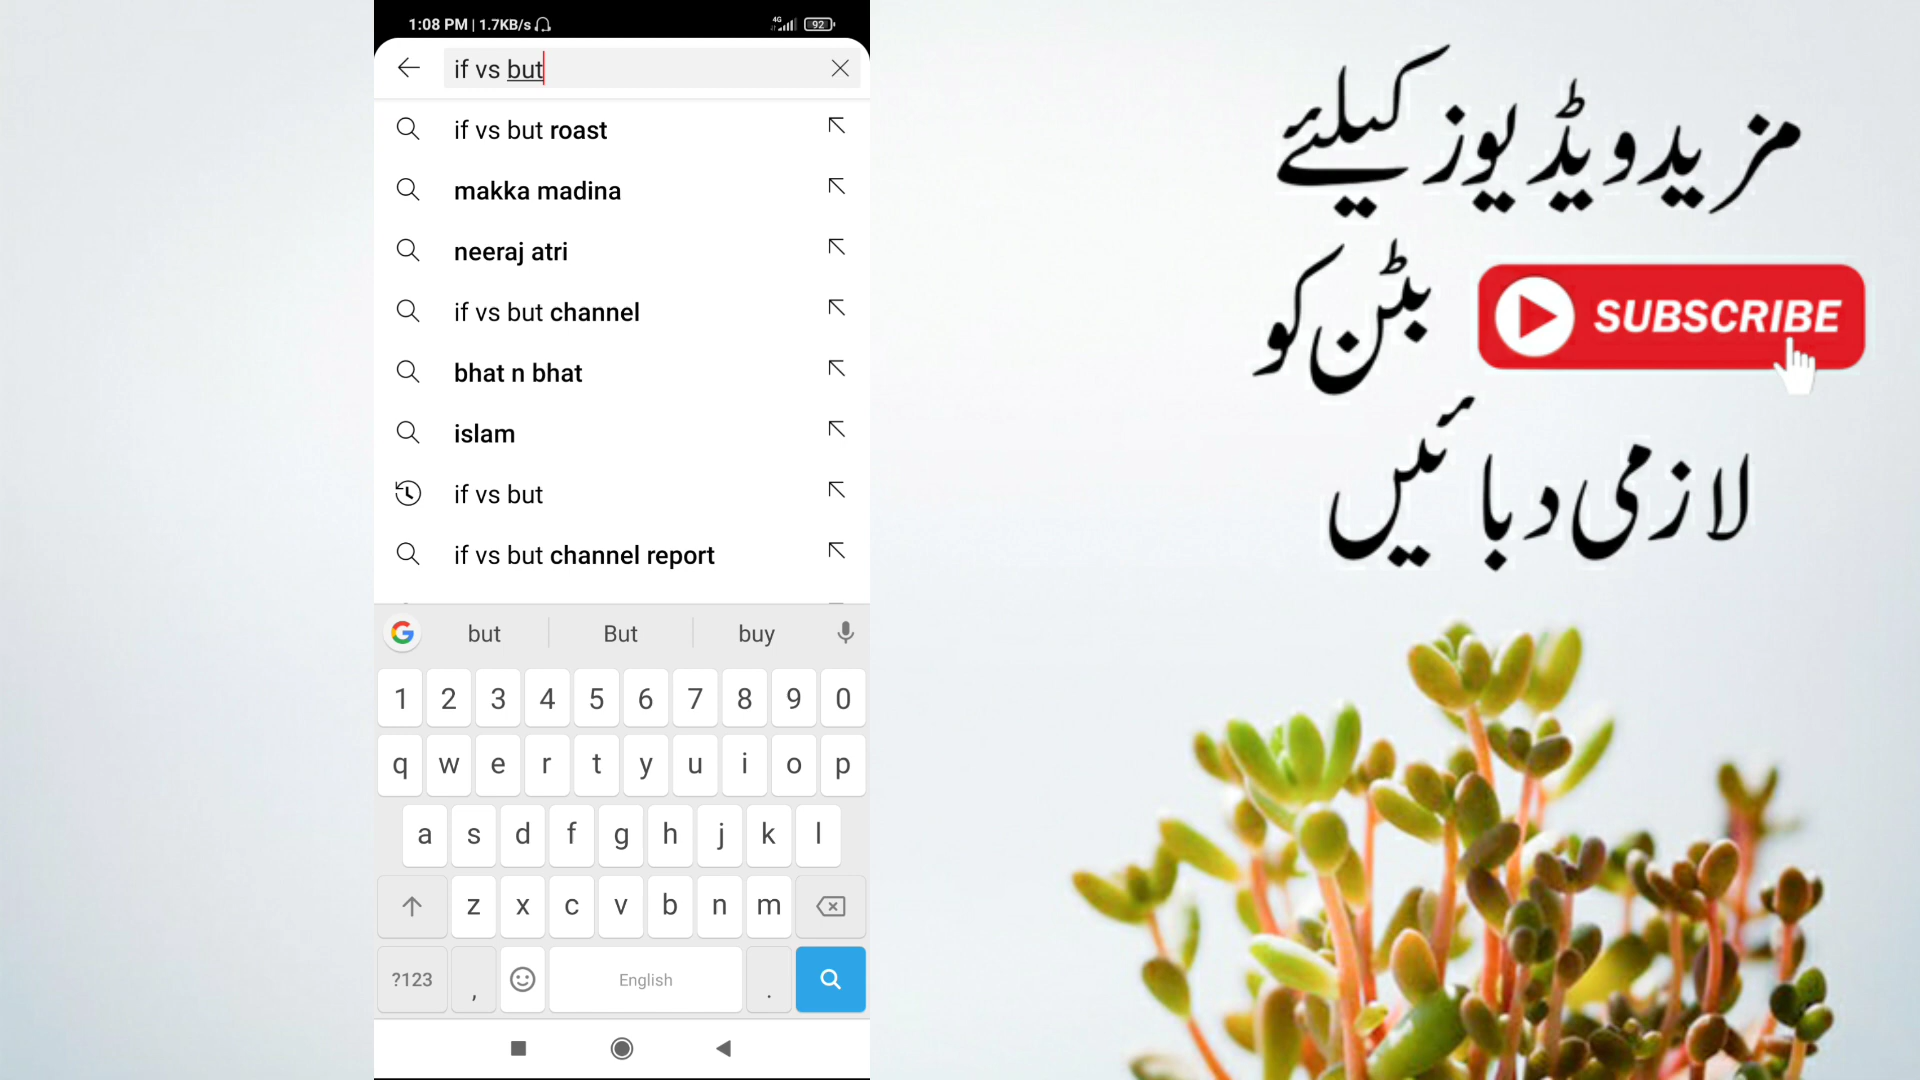 1:08 PM | 1.7KB/s
4G
92
if vs but
if vs but roast
makka madina
neeraj atri
if vs but channel
bhat n bhat
islam
if vs but
if vs but channel report
but But buy
1 2 3 4 5 6 7 8 9 0
q w e r t y u i o p
a s d f g h j k l
z x c v b n m
?123 , English .
مزید ویڈیوز کیلئے
SUBSCRIBE بٹن کو
لازمی دبائیں